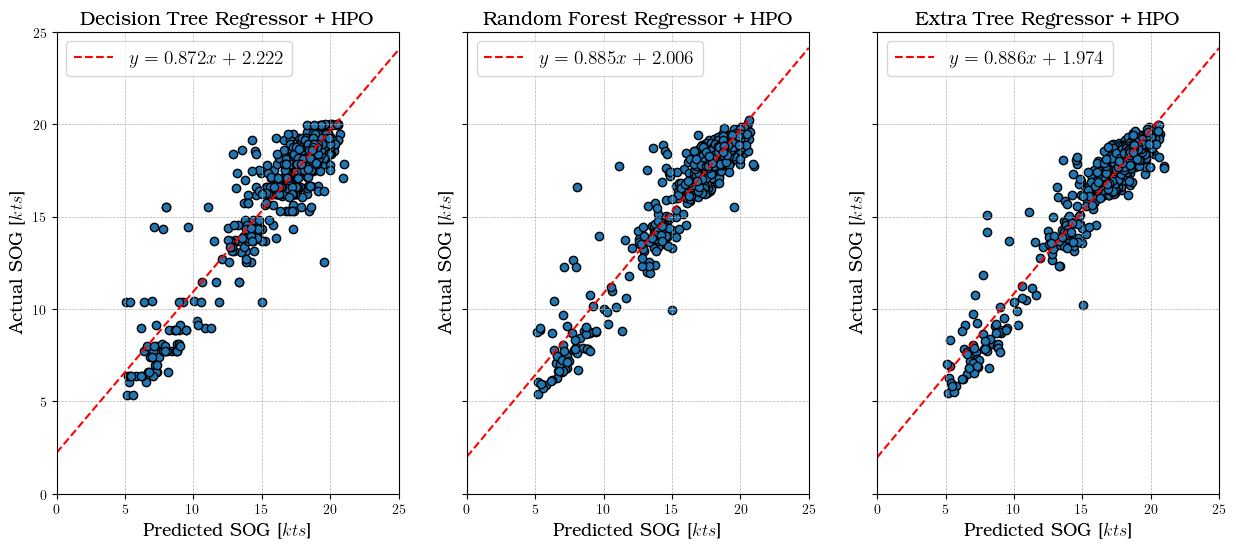 Decision Tree Regressor + HPO
y = 0.872x + 2.222
Actual SOG [kts]
25
20
15
10
5
0
0 5 10 15 20 25
Predicted SOG [kts]
Random Forest Regressor + HPO
y = 0.885x + 2.006
Actual SOG [kts]
0 5 10 15 20 25
Predicted SOG [kts]
Extra Tree Regressor + HPO
y = 0.886x + 1.974
Actual SOG [kts]
0 5 10 15 20 25
Predicted SOG [kts]